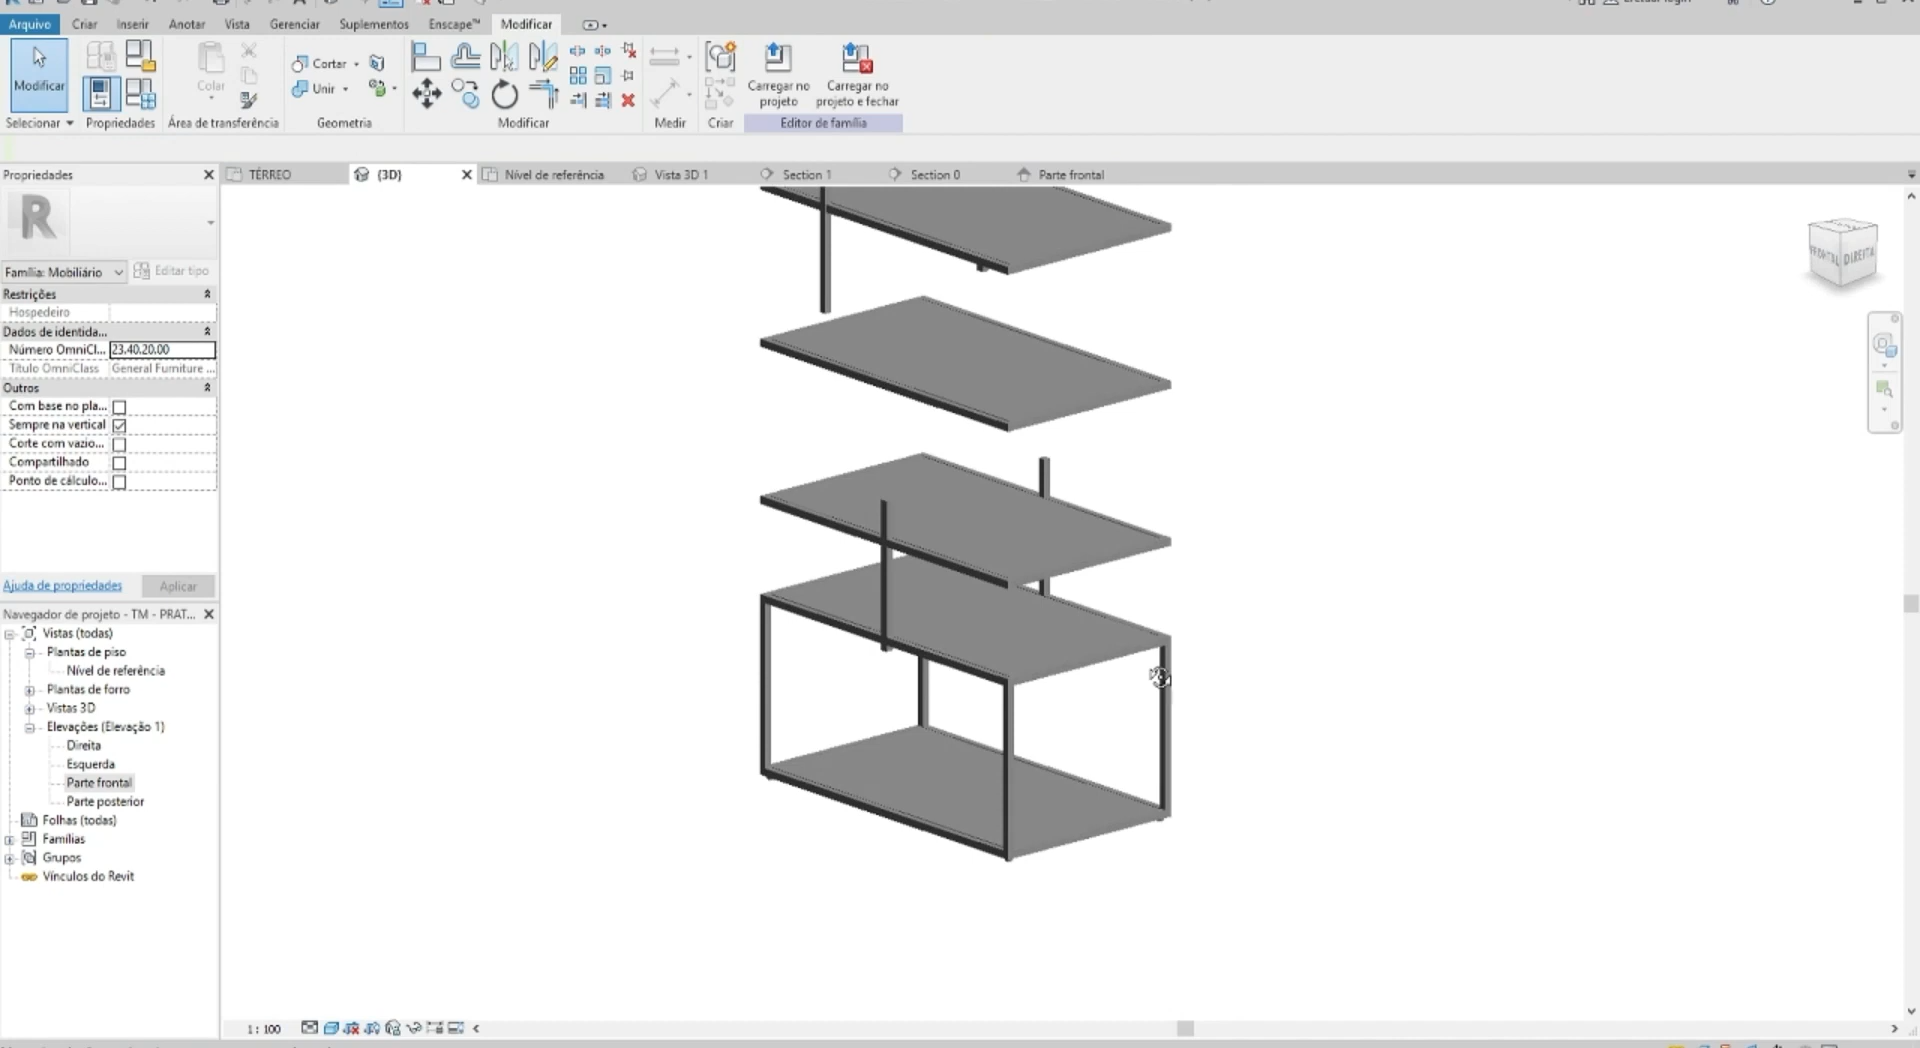 Arquivo Criar Inserir Anotar Vista Gerenciar Suplementos Enscape™ Modificar
Modificar
Colar
Cortar
Unir
Carregar no projeto
Carregar no projeto e fechar
Selecionar Propriedades Área de transferência Geometria Modificar Medir Criar Editor de família
Propriedades
TÉRREO {3D} Nível de referência Vista 3D 1 Section 1 Section 0 Parte frontal
R
Família: Mobiliário Editar tipo
Restrições
Hospedeiro
Dados de identida...
Número OmniCl... 23.40.20.00
Título OmniClass General Furniture ...
Outros
Com base no pla...
Sempre na vertical
Corte com vazio...
Compartilhado
Ponto de cálculo...
Ajuda de propriedades Aplicar
Navegador de projeto - TM - PRAT...
Vistas (todas)
Plantas de piso
Nível de referência
Plantas de forro
Vistas 3D
Elevações (Elevação 1)
Direita
Esquerda
Parte frontal
Parte posterior
Folhas (todas)
Famílias
Grupos
Vínculos do Revit
FRONTAL DIREITA
1 : 100